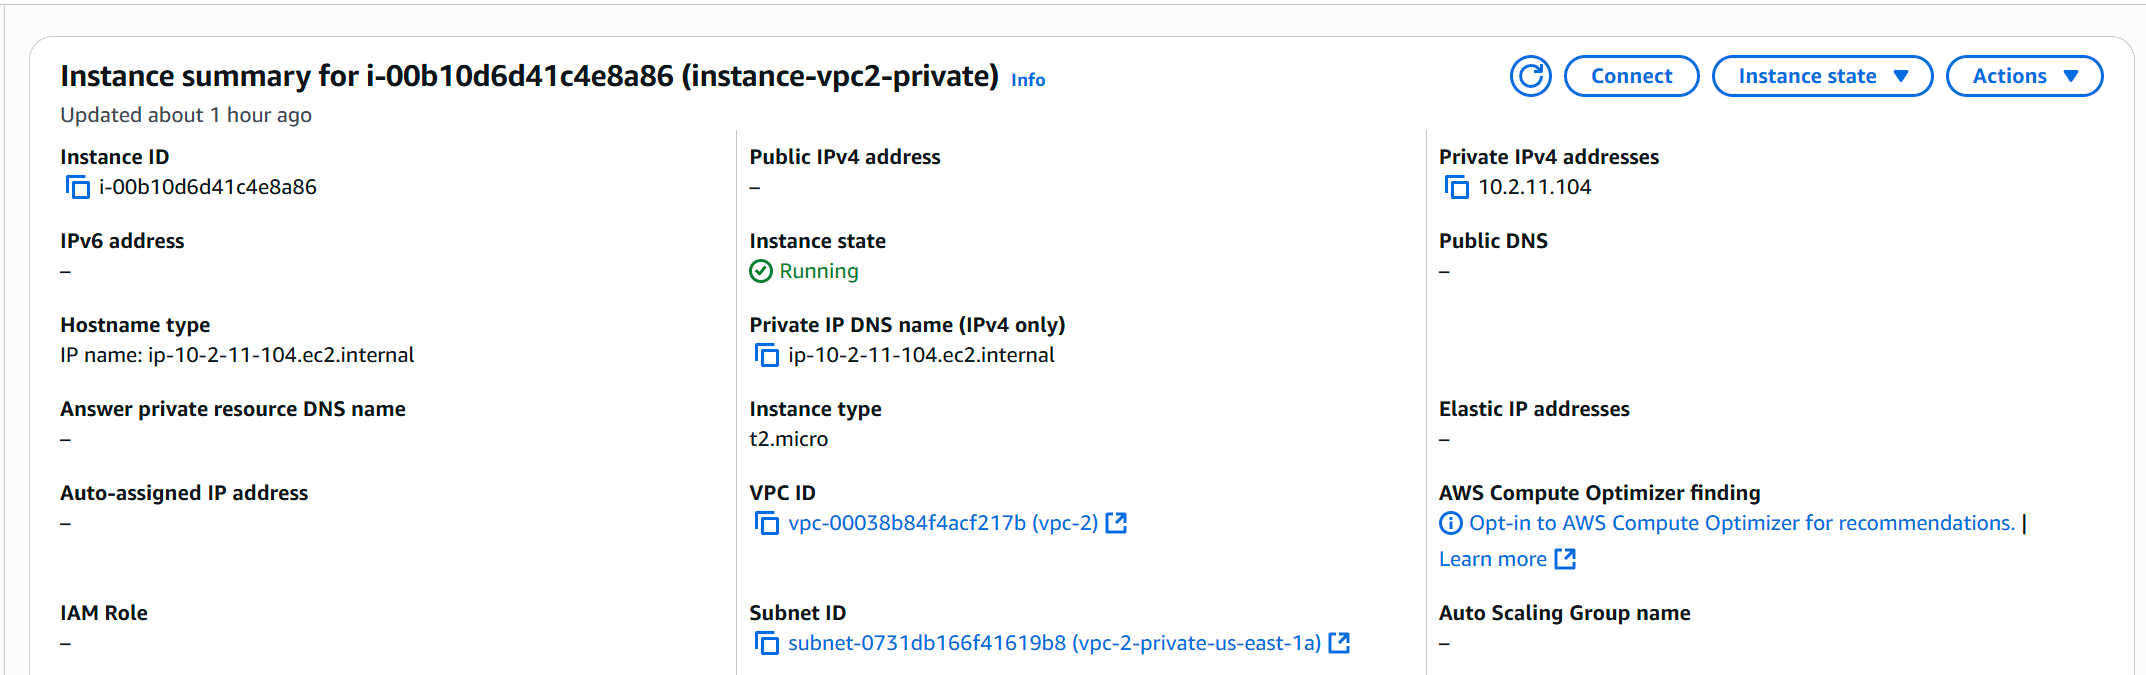 Instance summary for i-00b10d6d41c4e8a86 (instance-vpc2-private) Info
Connect
Instance state
Actions
Updated about 1 hour ago
Instance ID
i-00b10d6d41c4e8a86
Public IPv4 address
–
Private IPv4 addresses
10.2.11.104
IPv6 address
–
Instance state
Running
Public DNS
–
Hostname type
IP name: ip-10-2-11-104.ec2.internal
Private IP DNS name (IPv4 only)
ip-10-2-11-104.ec2.internal
Answer private resource DNS name
–
Instance type
t2.micro
Elastic IP addresses
–
Auto-assigned IP address
–
VPC ID
vpc-00038b84f4acf217b (vpc-2)
AWS Compute Optimizer finding
Opt-in to AWS Compute Optimizer for recommendations. |
Learn more
IAM Role
–
Subnet ID
subnet-0731db166f41619b8 (vpc-2-private-us-east-1a)
Auto Scaling Group name
–